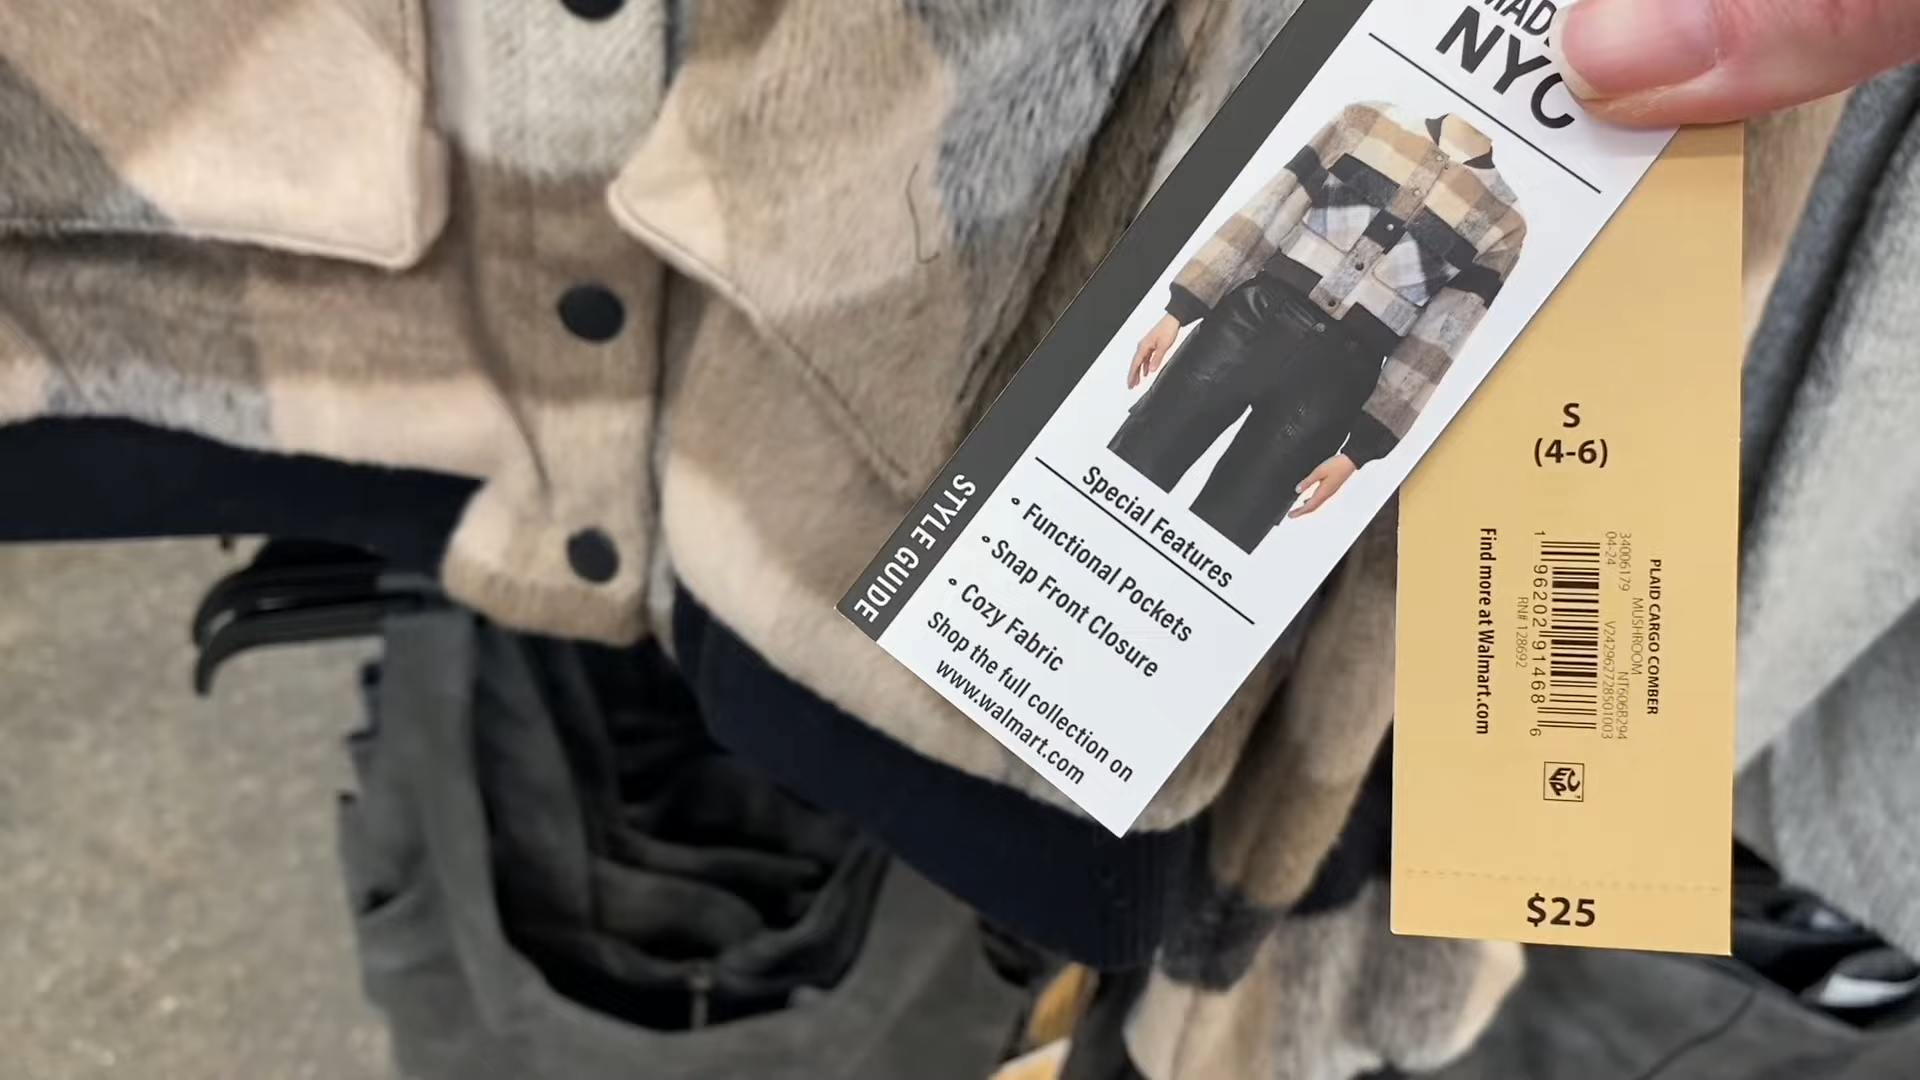 NYC
Special Features
• Functional Pockets
• Snap Front Closure
• Cozy Fabric
Shop the full collection on
www.walmart.com
STYLE GUIDE
S
(4-6)
PLAID CARGO COMBER
MUSHROOM
34006179
04-24
1 96202 91468 6
RN# 128692
Find more at Walmart.com
$25